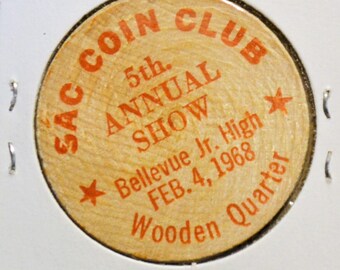 SAC COIN CLUB
5th.
ANNUAL
SHOW
Bellevue Jr. High
FEB. 4, 1968
Wooden Quarter